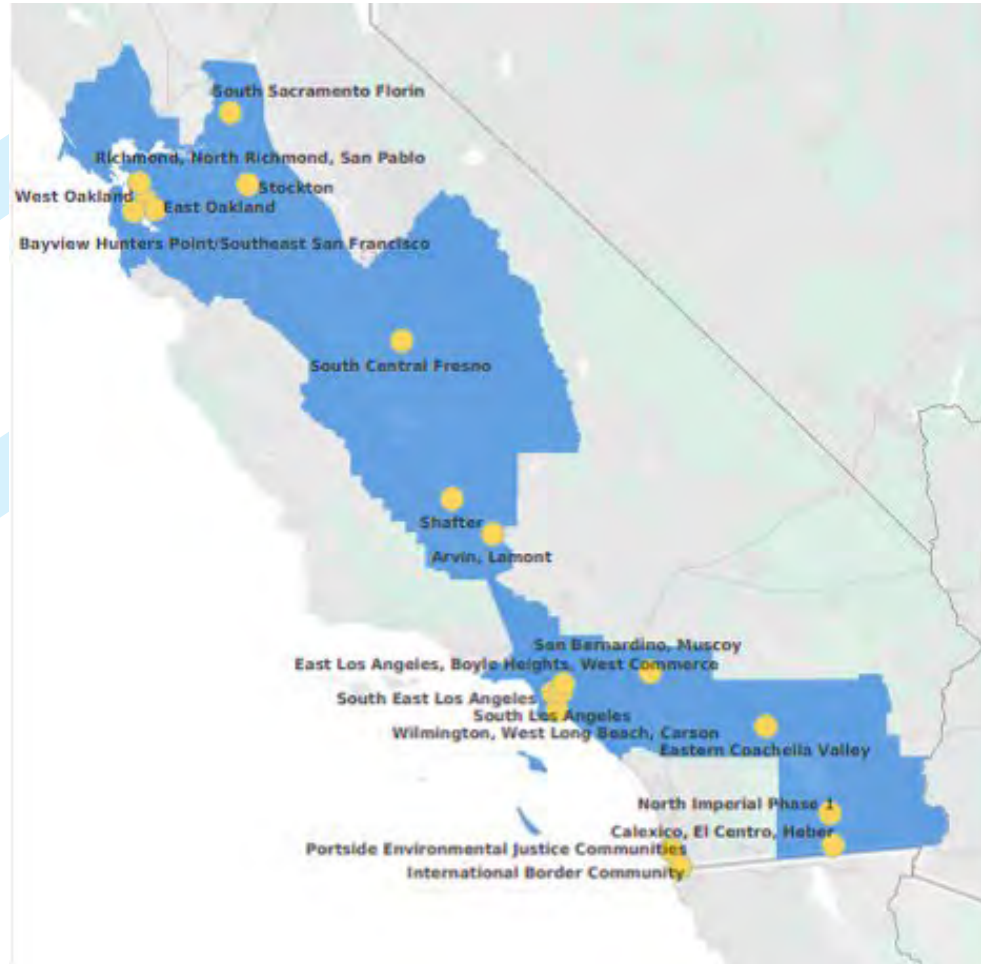 South Sacramento Florin
Richmond, North Richmond, San Pablo
Stockton
West Oakland
East Oakland
Bayview Hunters Point/Southeast San Francisco
South Central Fresno
Shafter
Arvin, Lamont
San Bernardino, Muscoy
East Los Angeles, Boyle Heights, West Commerce
South East Los Angeles
South Los Angeles
Wilmington, West Long Beach, Carson
Eastern Coachella Valley
North Imperial Phase 1
Calexico, El Centro, Heber
Portside Environmental Justice Communities
International Border Community